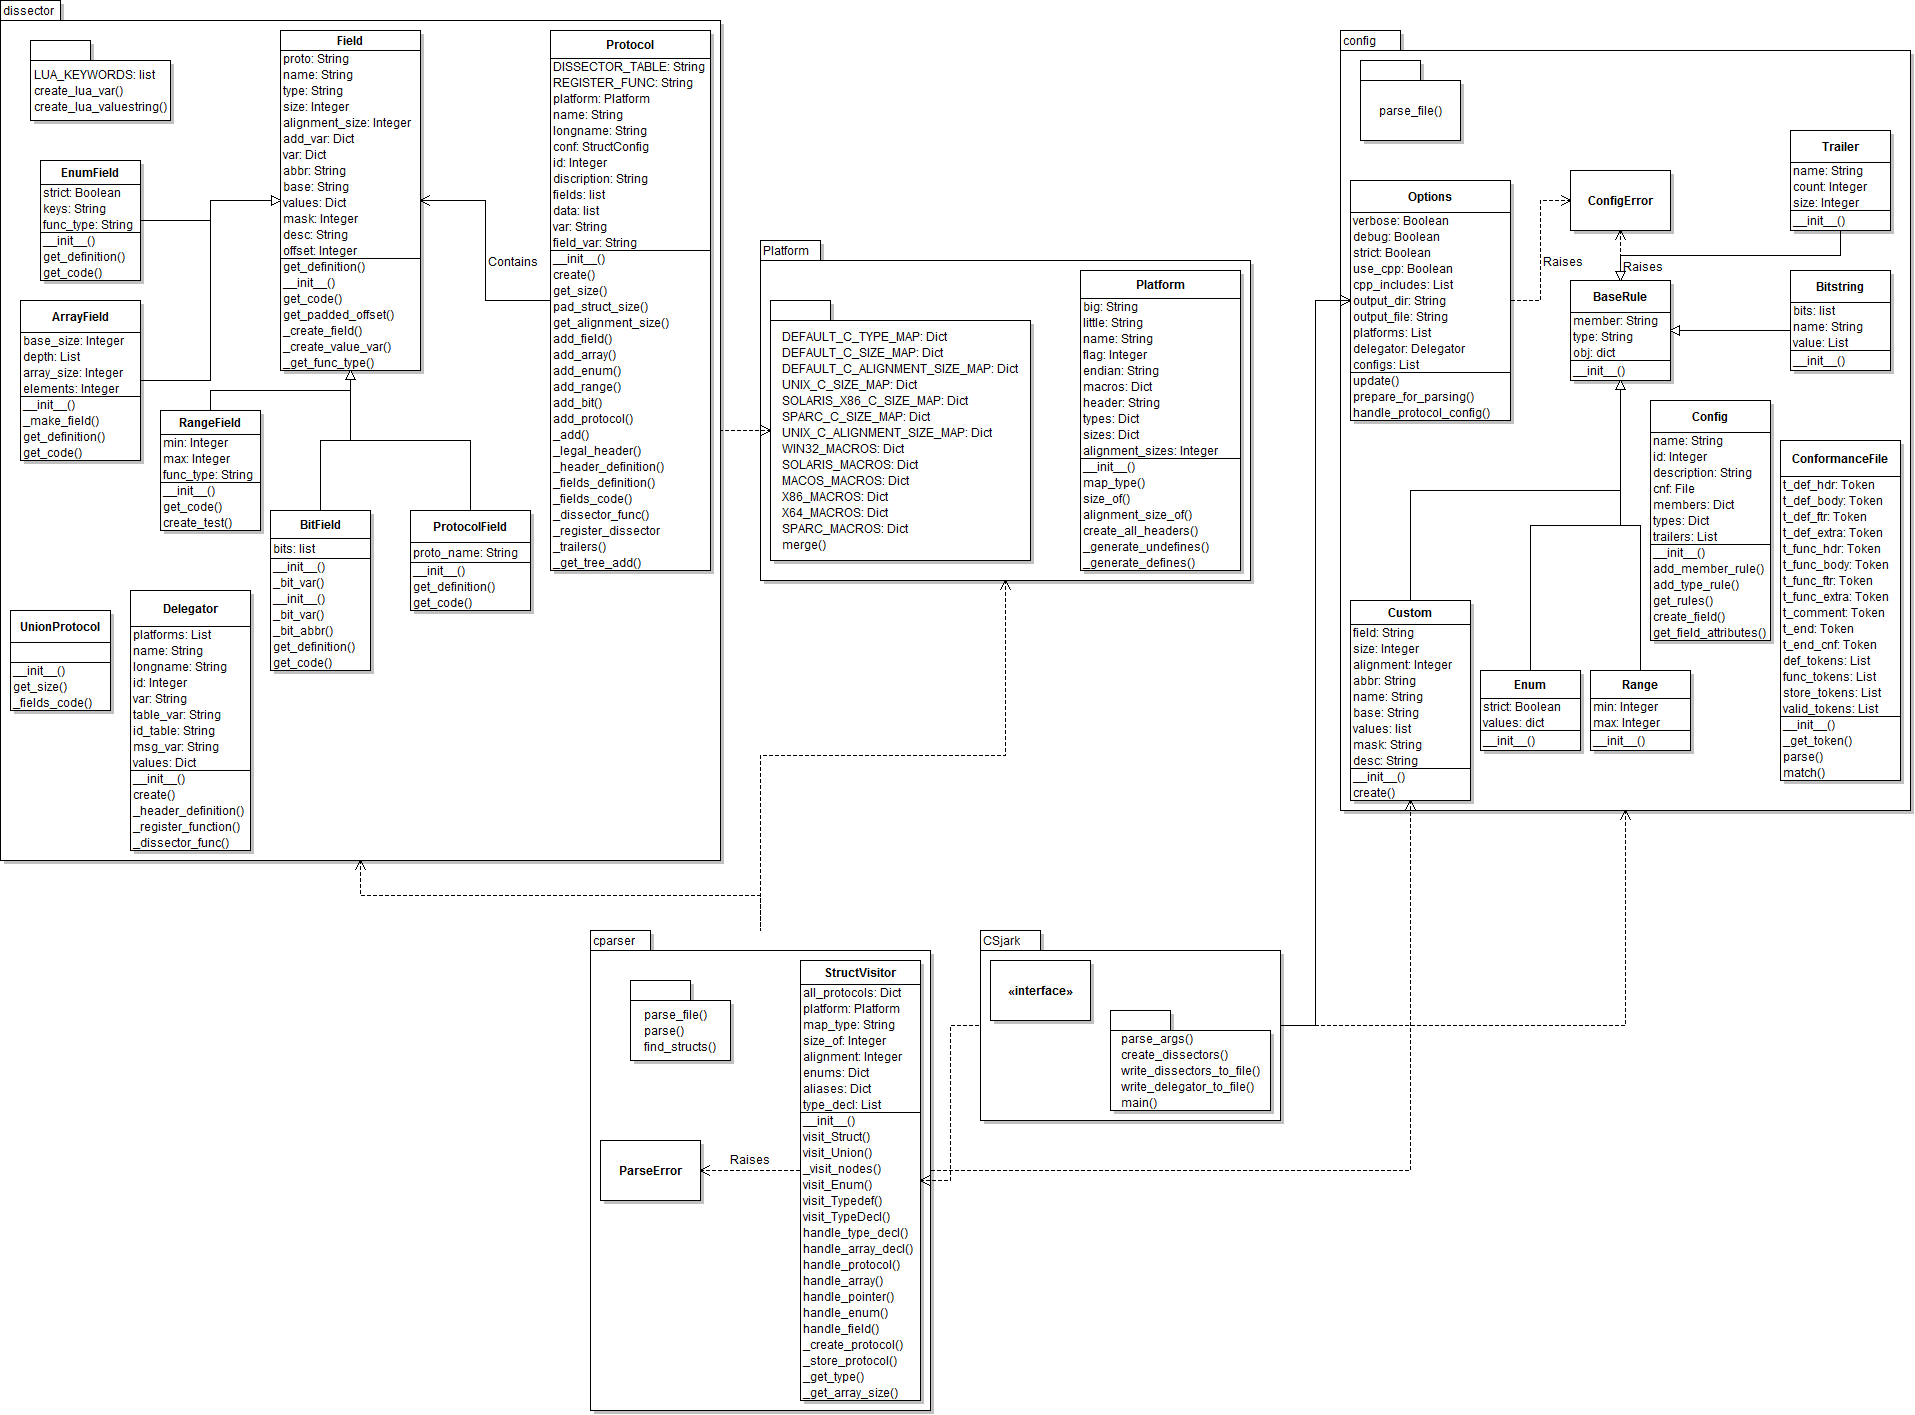 dissector
LUA_KEYWORDS: list
create_lua_var()
create_lua_valuestring()
EnumField
strict: Boolean
keys: String
func_type: String
__init__()
get_definition()
get_code()
ArrayField
base_size: Integer
depth: List
array_size: Integer
elements: Integer
__init__()
_make_field()
get_definition()
get_code()
Field
proto: String
name: String
type: String
size: Integer
alignment_size: Integer
add_var: Dict
var: Dict
abbr: String
base: String
values: Dict
mask: Integer
desc: String
offset: Integer
get_definition()
__init__()
get_code()
get_padded_offset()
_create_field()
_create_value_var()
_get_func_type()
Contains
Protocol
DISSECTOR_TABLE: String
REGISTER_FUNC: String
platform: Platform
name: String
longname: String
conf: StructConfig
id: Integer
discription: String
fields: list
data: list
var: String
field_var: String
__init__()
create()
get_size()
pad_struct_size()
get_alignment_size()
add_field()
add_array()
add_enum()
add_range()
add_bit()
add_protocol()
_add()
_legal_header()
_header_definition()
_fields_definition()
_fields_code()
_dissector_func()
_register_dissector
_trailers()
_get_tree_add()
RangeField
min: Integer
max: Integer
func_type: String
__init__()
get_code()
create_test()
BitField
bits: list
__init__()
_bit_var()
__init__()
_bit_var()
_bit_abbr()
get_definition()
get_code()
ProtocolField
proto_name: String
__init__()
get_definition()
get_code()
UnionProtocol
__init__()
get_size()
_fields_code()
Delegator
platforms: List
name: String
longname: String
id: Integer
var: String
table_var: String
id_table: String
msg_var: String
values: Dict
__init__()
create()
_header_definition()
_register_function()
_dissector_func()
Platform
DEFAULT_C_TYPE_MAP: Dict
DEFAULT_C_SIZE_MAP: Dict
DEFAULT_C_ALIGNMENT_SIZE_MAP: Dict
UNIX_C_SIZE_MAP: Dict
SOLARIS_X86_C_SIZE_MAP: Dict
SPARC_C_SIZE_MAP: Dict
UNIX_C_ALIGNMENT_SIZE_MAP: Dict
WIN32_MACROS: Dict
SOLARIS_MACROS: Dict
MACOS_MACROS: Dict
X86_MACROS: Dict
X64_MACROS: Dict
SPARC_MACROS: Dict
merge()
Platform
big: String
little: String
name: String
flag: Integer
endian: String
macros: Dict
header: String
types: Dict
sizes: Dict
alignment_sizes: Integer
__init__()
map_type()
size_of()
alignment_size_of()
create_all_headers()
_generate_undefines()
_generate_defines()
config
parse_file()
Options
verbose: Boolean
debug: Boolean
strict: Boolean
use_cpp: Boolean
cpp_includes: List
output_dir: String
output_file: String
platforms: List
delegator: Delegator
configs: List
update()
prepare_for_parsing()
handle_protocol_config()
Raises
ConfigError
Raises
BaseRule
member: String
type: String
obj: dict
__init__()
Trailer
name: String
count: Integer
size: Integer
__init__()
Bitstring
bits: list
name: String
value: List
__init__()
Config
name: String
id: Integer
description: String
cnf: File
members: Dict
types: Dict
trailers: List
__init__()
add_member_rule()
add_type_rule()
get_rules()
create_field()
get_field_attributes()
ConformanceFile
t_def_hdr: Token
t_def_body: Token
t_def_ftr: Token
t_def_extra: Token
t_func_hdr: Token
t_func_body: Token
t_func_ftr: Token
t_func_extra: Token
t_comment: Token
t_end: Token
t_end_cnf: Token
def_tokens: List
func_tokens: List
store_tokens: List
valid_tokens: List
__init__()
_get_token()
parse()
match()
Custom
field: String
size: Integer
alignment: Integer
abbr: String
name: String
base: String
values: list
mask: String
desc: String
__init__()
create()
Enum
strict: Boolean
values: dict
__init__()
Range
min: Integer
max: Integer
__init__()
cparser
parse_file()
parse()
find_structs()
ParseError
Raises
StructVisitor
all_protocols: Dict
platform: Platform
map_type: String
size_of: Integer
alignment: Integer
enums: Dict
aliases: Dict
type_decl: List
__init__()
visit_Struct()
visit_Union()
_visit_nodes()
visit_Enum()
visit_Typedef()
visit_TypeDecl()
handle_type_decl()
handle_array_decl()
handle_protocol()
handle_array()
handle_pointer()
handle_enum()
handle_field()
_create_protocol()
_store_protocol()
_get_type()
_get_array_size()
CSjark
«interface»
parse_args()
create_dissectors()
write_dissectors_to_file()
write_delegator_to_file()
main()